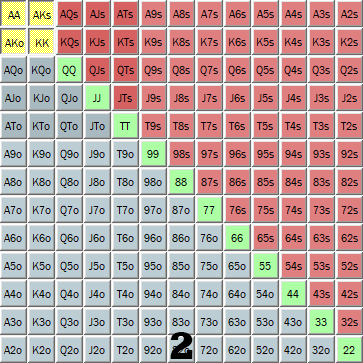 AA AKs AQs AJs ATs A9s A8s A7s A6s A5s A4s A3s A2s
AKo KK KQs KJs KTs K9s K8s K7s K6s K5s K4s K3s K2s
AQo KQo QQ QJs QTs Q9s Q8s Q7s Q6s Q5s Q4s Q3s Q2s
AJo KJo QJo JJ JTs J9s J8s J7s J6s J5s J4s J3s J2s
ATo KTo QTo JTo TT T9s T8s T7s T6s T5s T4s T3s T2s
A9o K9o Q9o J9o T9o 99 98s 97s 96s 95s 94s 93s 92s
A8o K8o Q8o J8o T8o 98o 88 87s 86s 85s 84s 83s 82s
A7o K7o Q7o J7o T7o 97o 87o 77 76s 75s 74s 73s 72s
A6o K6o Q6o J6o T6o 96o 86o 76o 66 65s 64s 63s 62s
A5o K5o Q5o J5o T5o 95o 85o 75o 65o 55 54s 53s 52s
A4o K4o Q4o J4o T4o 94o 84o 74o 64o 54o 44 43s 42s
A3o K3o Q3o J3o T3o 93o 73o 63o 53o 43o 33 32s
A2o K2o Q2o J2o T2o 92o 2 72o 62o 52o 42o 32o 22